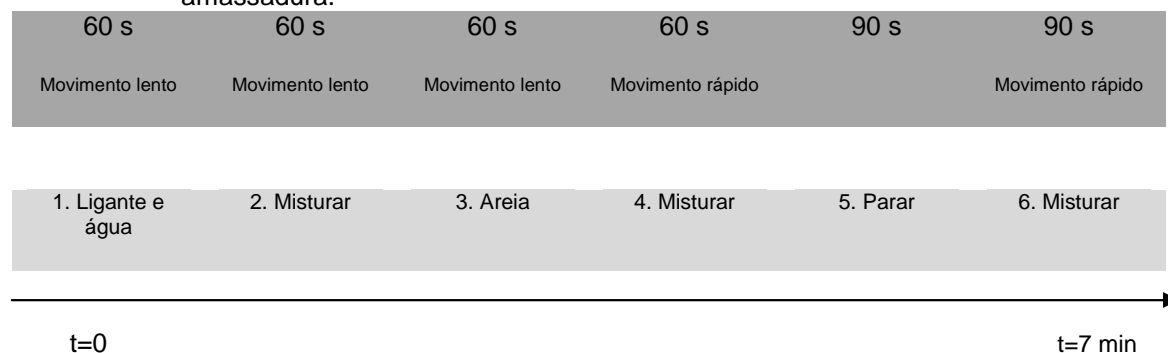 amassadura.
60 s 60 s 60 s 60 s 90 s 90 s
Movimento lento Movimento lento Movimento lento Movimento rápido Movimento rápido
1. Ligante e 2. Misturar 3. Areia 4. Misturar 5. Parar 6. Misturar
água
t=0 t=7 min